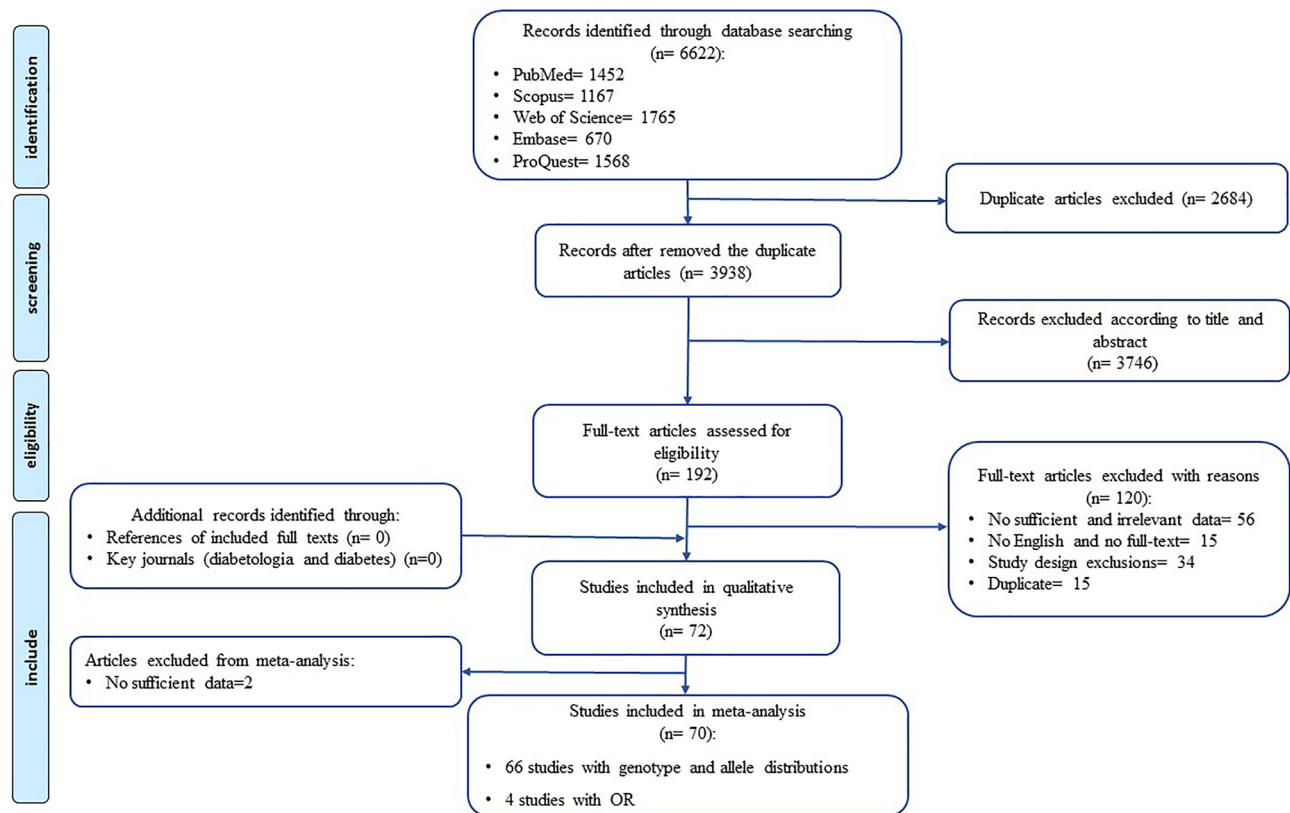 identification
Records identified through database searching
(n= 6622):
• PubMed= 1452
• Scopus= 1167
• Web of Science= 1765
• Embase= 670
• ProQuest= 1568
Duplicate articles excluded (n= 2684)
screening
Records after removed the duplicate
articles (n= 3938)
Records excluded according to title and
abstract
(n= 3746)
eligibility
Full-text articles assessed for
eligibility
(n= 192)
Full-text articles excluded with reasons
(n= 120):
• No sufficient and irrelevant data= 56
• No English and no full-text= 15
• Study design exclusions= 34
• Duplicate= 15
Additional records identified through:
• References of included full texts (n= 0)
• Key journals (diabetologia and diabetes) (n=0)
include
Studies included in qualitative
synthesis
(n= 72)
Articles excluded from meta-analysis:
• No sufficient data=2
Studies included in meta-analysis
(n= 70):
• 66 studies with genotype and allele distributions
• 4 studies with OR